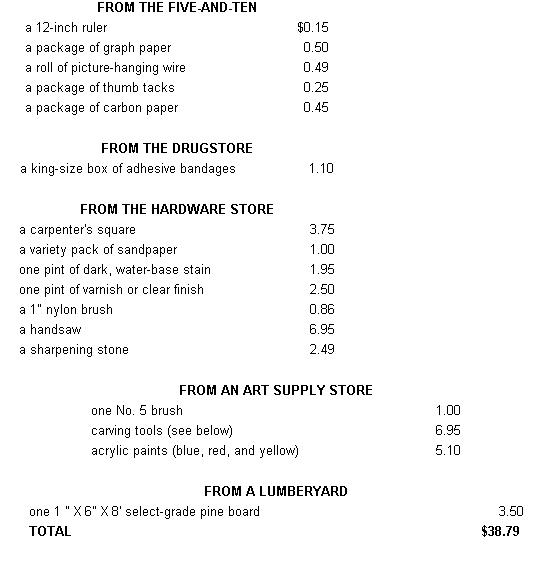 FROM THE FIVE-AND-TEN
a 12-inch ruler $0.15
a package of graph paper 0.50
a roll of picture-hanging wire 0.49
a package of thumb tacks 0.25
a package of carbon paper 0.45
FROM THE DRUGSTORE
a king-size box of adhesive bandages 1.10
FROM THE HARDWARE STORE
a carpenter's square 3.75
a variety pack of sandpaper 1.00
one pint of dark, water-base stain 1.95
one pint of varnish or clear finish 2.50
a 1" nylon brush 0.86
a handsaw 6.95
a sharpening stone 2.49
FROM AN ART SUPPLY STORE
one No. 5 brush 1.00
carving tools (see below) 6.95
acrylic paints (blue, red, and yellow) 5.10
FROM A LUMBERYARD
one 1 " X 6" X 8' select-grade pine board 3.50
TOTAL $38.79